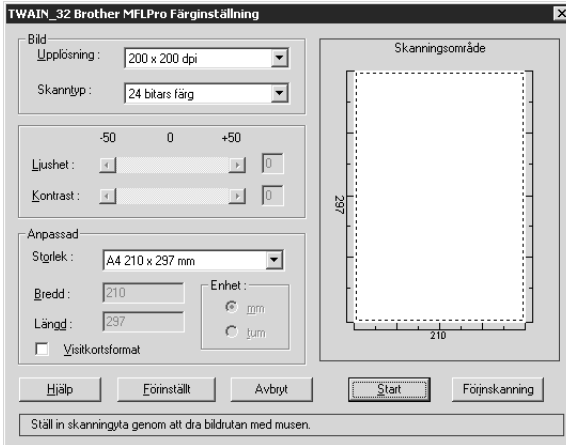 TWAIN_32 Brother MFLPro Färginställning
Bild
Upplösning :
200 x 200 dpi
Skanntyp :
24 bitars färg
-50 0 +50
Ljushet :
0
Kontrast :
0
Anpassad
Storlek :
A4 210 x 297 mm
Bredd :
210
Längd :
297
Enhet :
mm
tum
Visitkortsformat
Skanningsområde
297
210
Hjälp
Förinställt
Avbryt
Start
Förjnskanning
Ställ in skanningyta genom att dra bildrutan med musen.